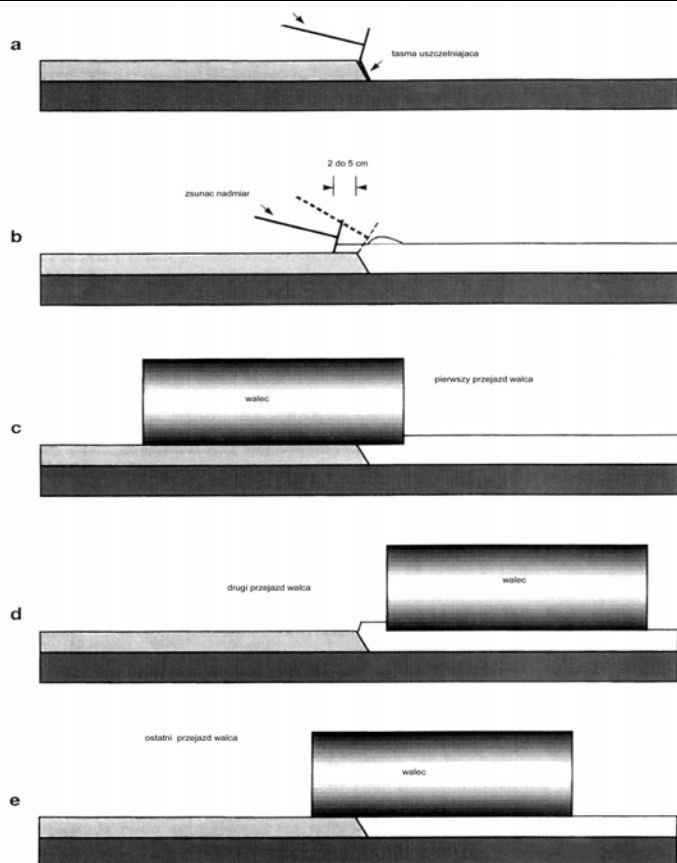 a
tasma uszczelniajaca
2 do 5 cm
zsunac nadmiar
b
pierwszy przejazd walca
walec
c
walec
drugi przejazd walca
d
ostatni przejazd walca
walec
e